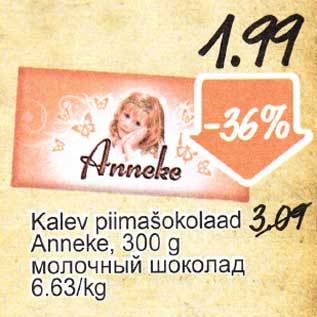 1.99
-36%
Anneke
Kalev piimašokolaad 3,09
Anneke, 300 g
молочный шоколад
6.63/kg